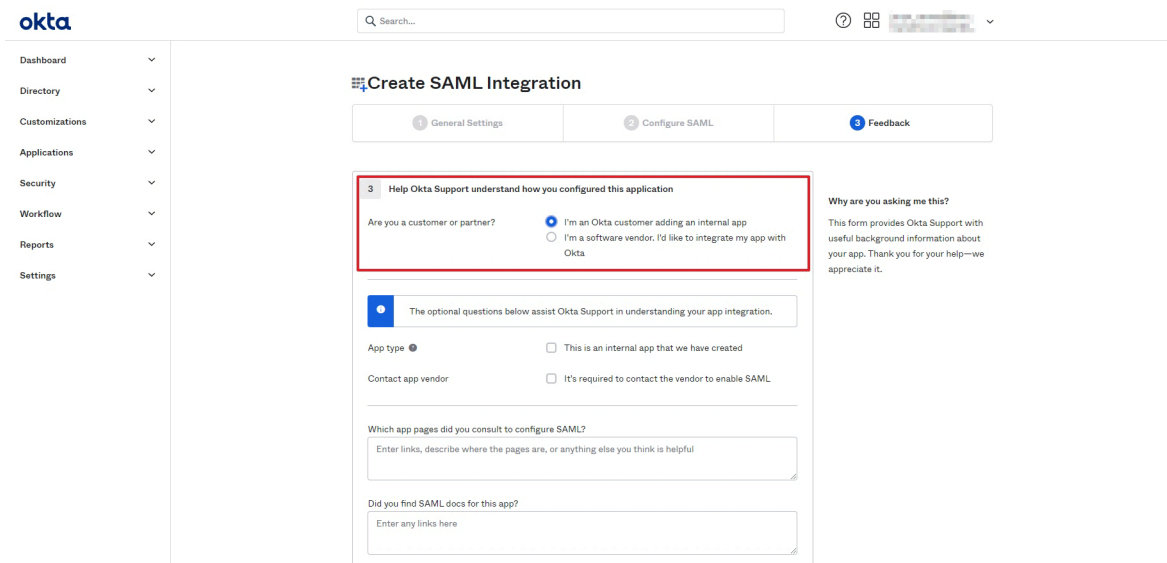 okta
Search...
Dashboard
Directory
Customizations
Applications
Security
Workflow
Reports
Settings
Create SAML Integration
1 General Settings
2 Configure SAML
3 Feedback
3 Help Okta Support understand how you configured this application
Are you a customer or partner?
I'm an Okta customer adding an internal app
I'm a software vendor. I'd like to integrate my app with
Okta
The optional questions below assist Okta Support in understanding your app integration.
App type
This is an internal app that we have created
Contact app vendor
It's required to contact the vendor to enable SAML
Which app pages did you consult to configure SAML?
Enter links, describe where the pages are, or anything else you think is helpful
Did you find SAML docs for this app?
Enter any links here
Why are you asking me this?
This form provides Okta Support with
useful background information about
your app. Thank you for your help—we
appreciate it.